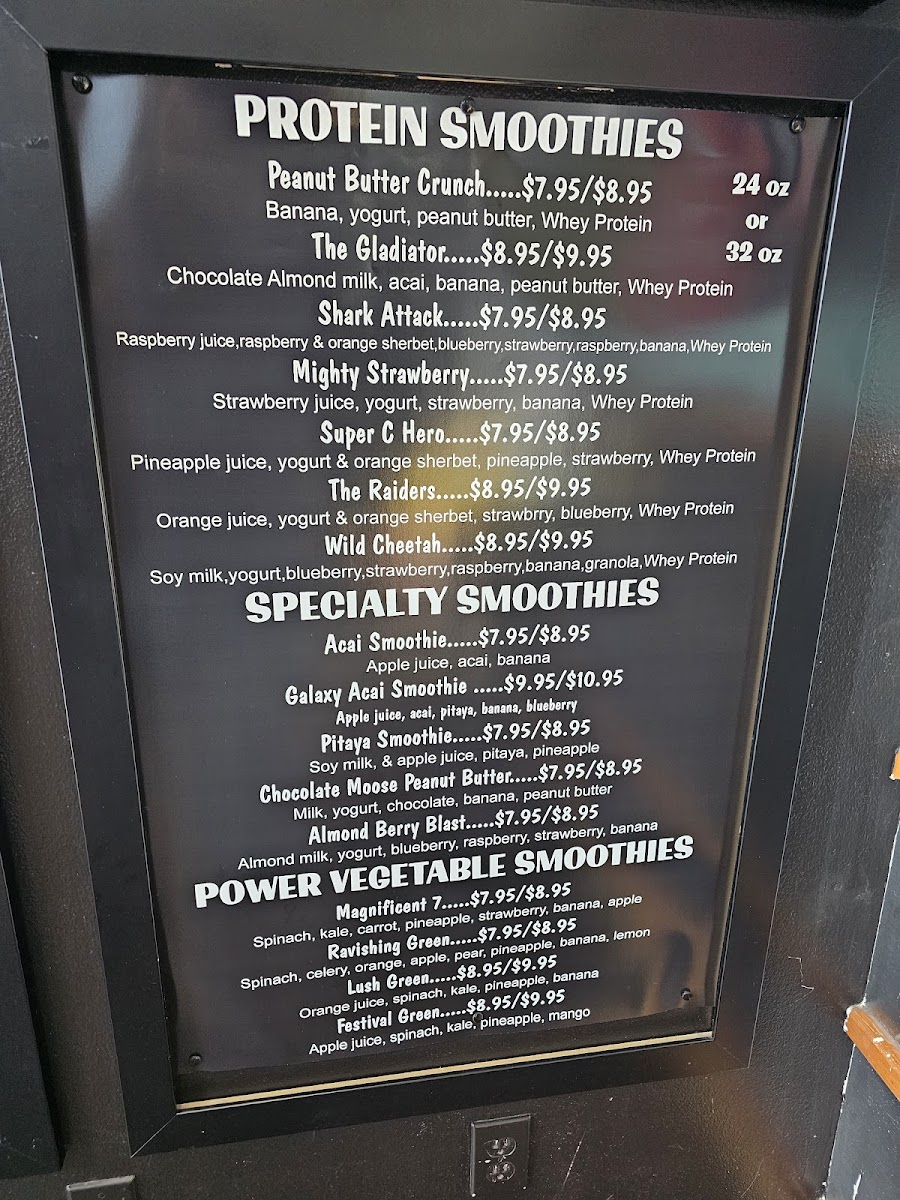 PROTEIN SMOOTHIES
Peanut Butter Crunch.....$7.95/$8.95
24 oz
or
32 oz
Banana, yogurt, peanut butter, Whey Protein
The Gladiator.....$8.95/$9.95
Chocolate Almond milk, acai, banana, peanut butter, Whey Protein
Shark Attack.....$7.95/$8.95
Raspberry juice,raspberry & orange sherbet,blueberry,strawberry,raspberry,banana,Whey Protein
Mighty Strawberry.....$7.95/$8.95
Strawberry juice, yogurt, strawberry, banana, Whey Protein
Super C Hero.....$7.95/$8.95
Pineapple juice, yogurt & orange sherbet, pineapple, strawberry, Whey Protein
The Raiders.....$8.95/$9.95
Orange juice, yogurt & orange sherbet, strawbrry, blueberry, Whey Protein
Wild Cheetah.....$8.95/$9.95
Soy milk,yogurt,blueberry,strawberry,raspberry,banana,granola,Whey Protein
SPECIALTY SMOOTHIES
Acai Smoothie.....$7.95/$8.95
Apple juice, acai, banana
Galaxy Acai Smoothie .....$9.95/$10.95
Apple juice, acai, pitaya, banana, blueberry
Pitaya Smoothie.....$7.95/$8.95
Soy milk, & apple juice, pitaya, pineapple
Chocolate Moose Peanut Butter.....$7.95/$8.95
Milk, yogurt, chocolate, banana, peanut butter
Almond Berry Blast.....$7.95/$8.95
Almond milk, yogurt, blueberry, raspberry, strawberry, banana
POWER VEGETABLE SMOOTHIES
Magnificent 7.....$7.95/$8.95
Spinach, kale, carrot, pineapple, strawberry, banana, apple
Ravishing Green.....$7.95/$8.95
Spinach, celery, orange, apple, pear, pineapple, banana, lemon
Lush Green.....$8.95/$9.95
Orange juice, spinach, kale, pineapple, banana
Festival Green.....$8.95/$9.95
Apple juice, spinach, kale, pineapple, mango